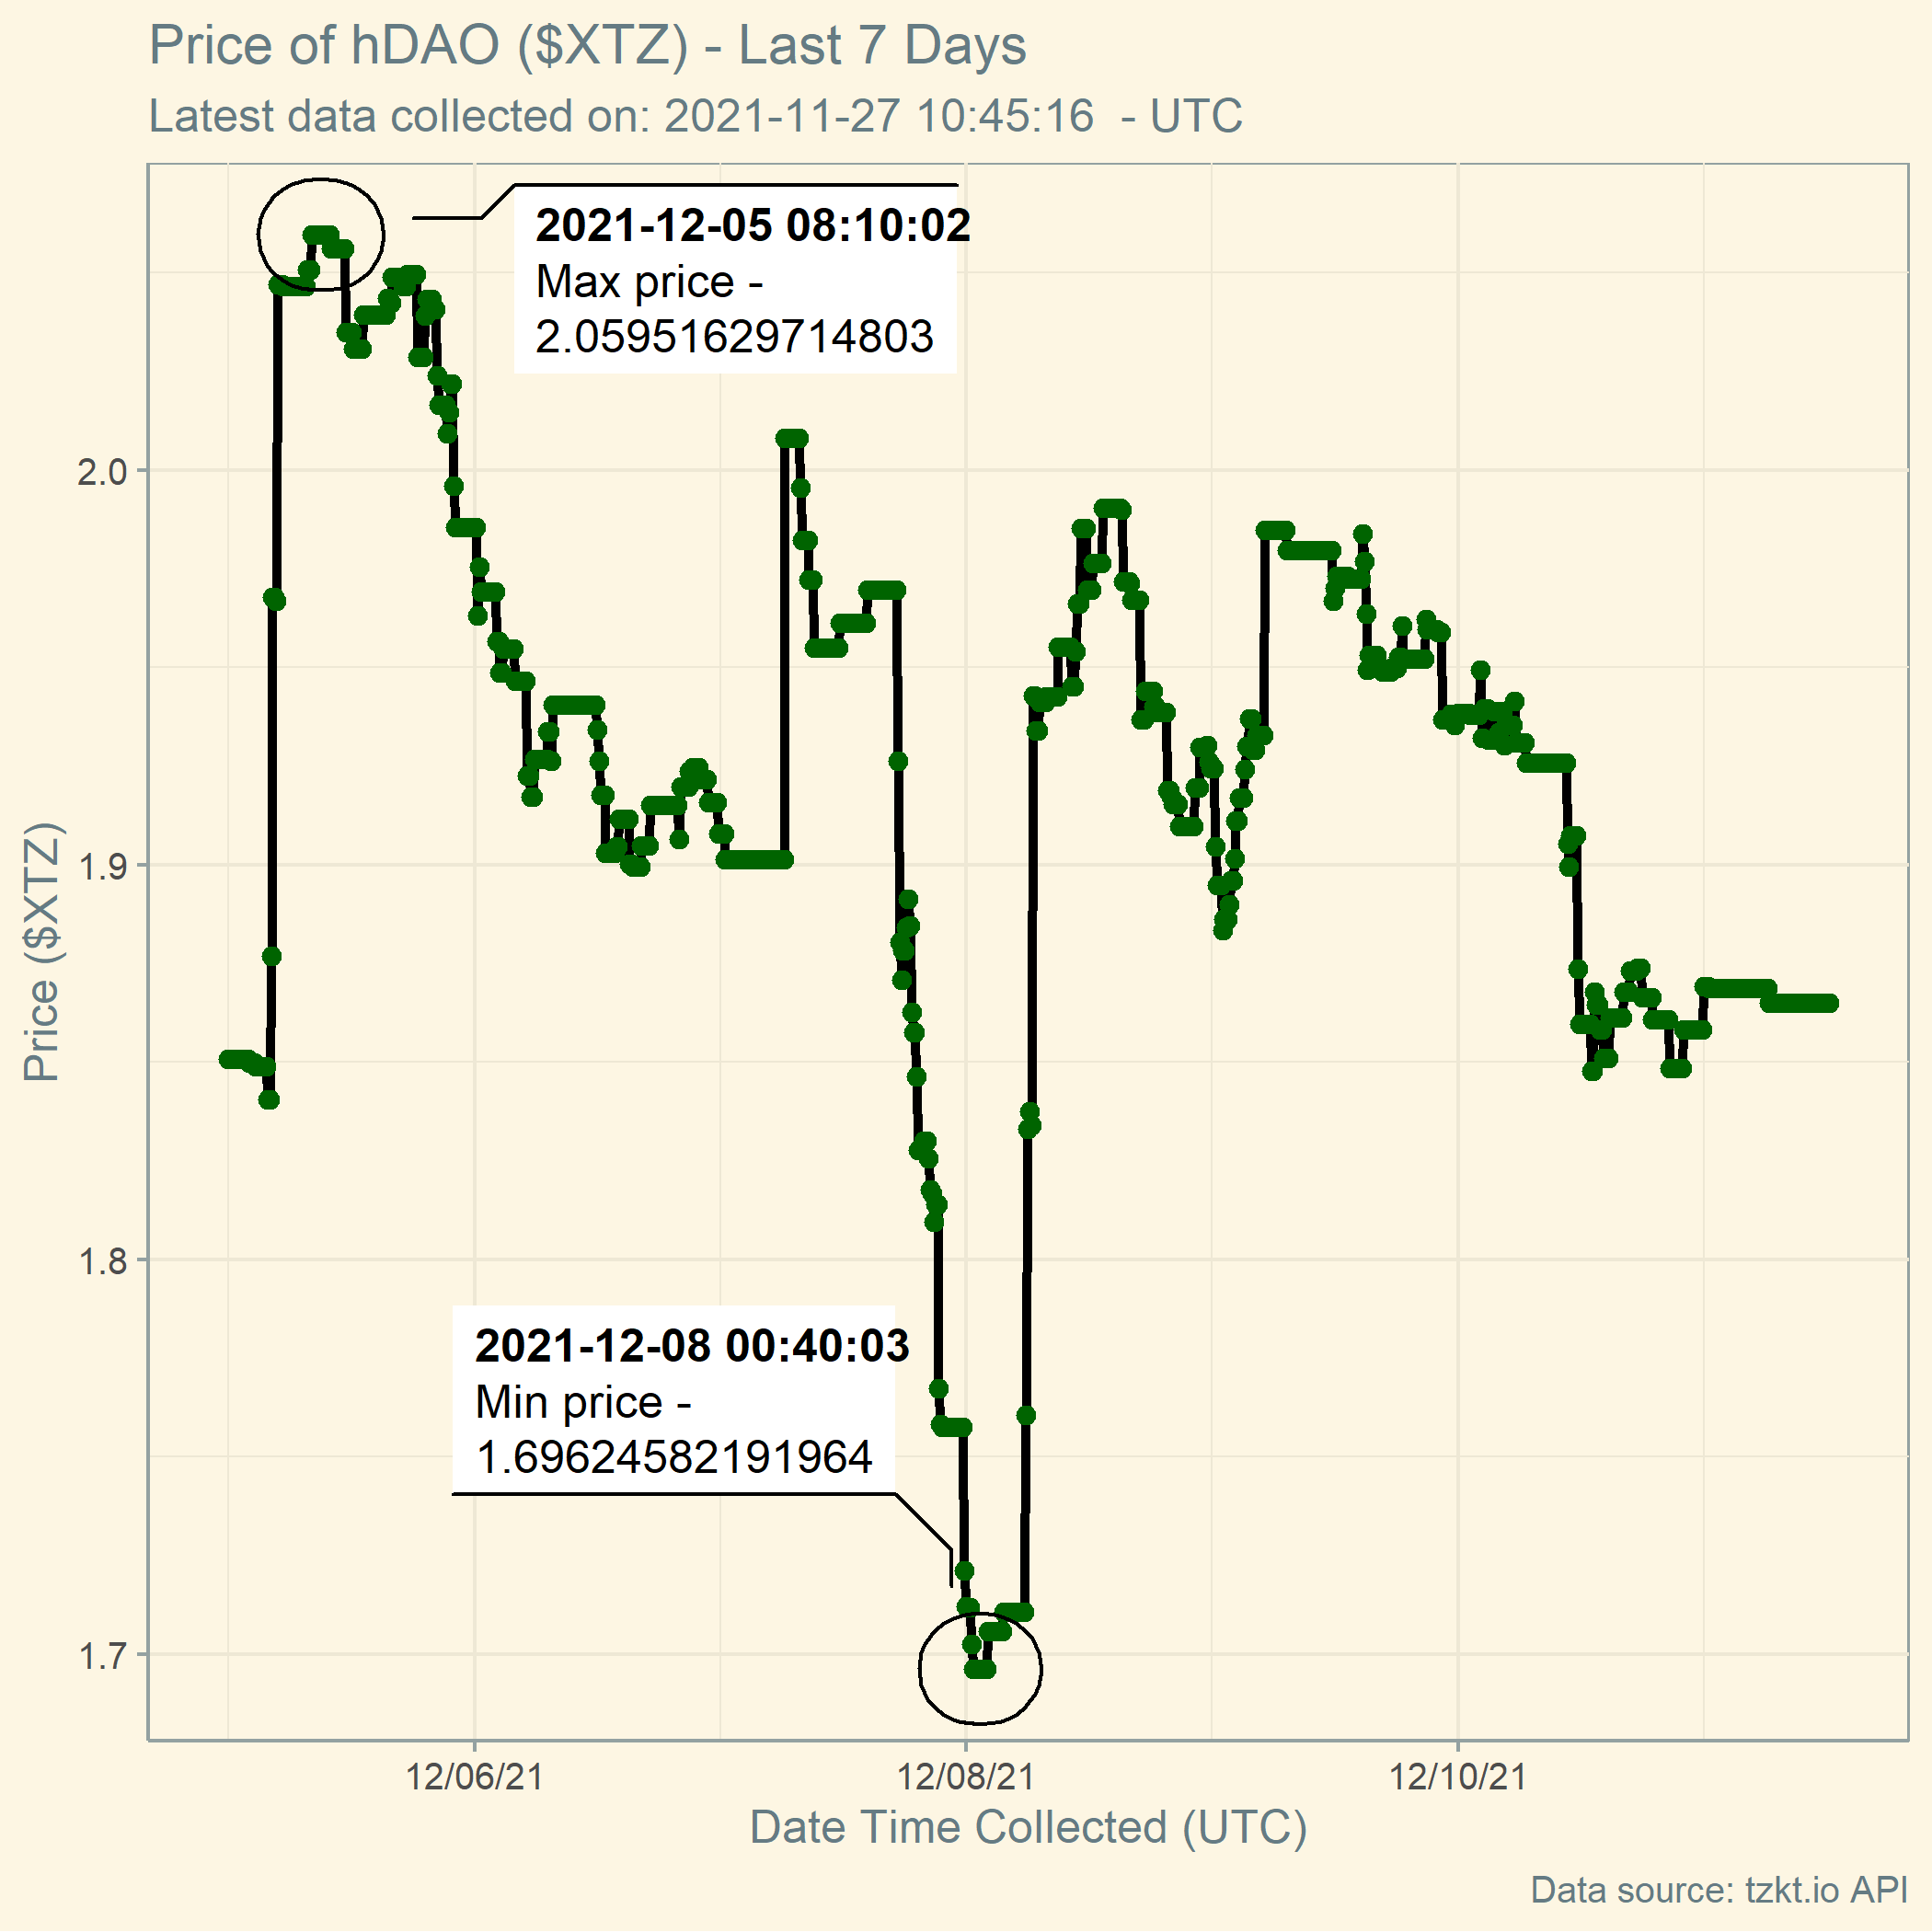 Price of hDAO ($XTZ) - Last 7 Days
Latest data collected on: 2021-11-27 10:45:16  - UTC
2021-12-05 08:10:02
Max price -
2.05951629714803
2.0
1.9
1.8
1.7
Price ($XTZ)
2021-12-08 00:40:03
Min price -
1.69624582191964
12/06/21
12/08/21
12/10/21
Date Time Collected (UTC)
Data source: tzkt.io API